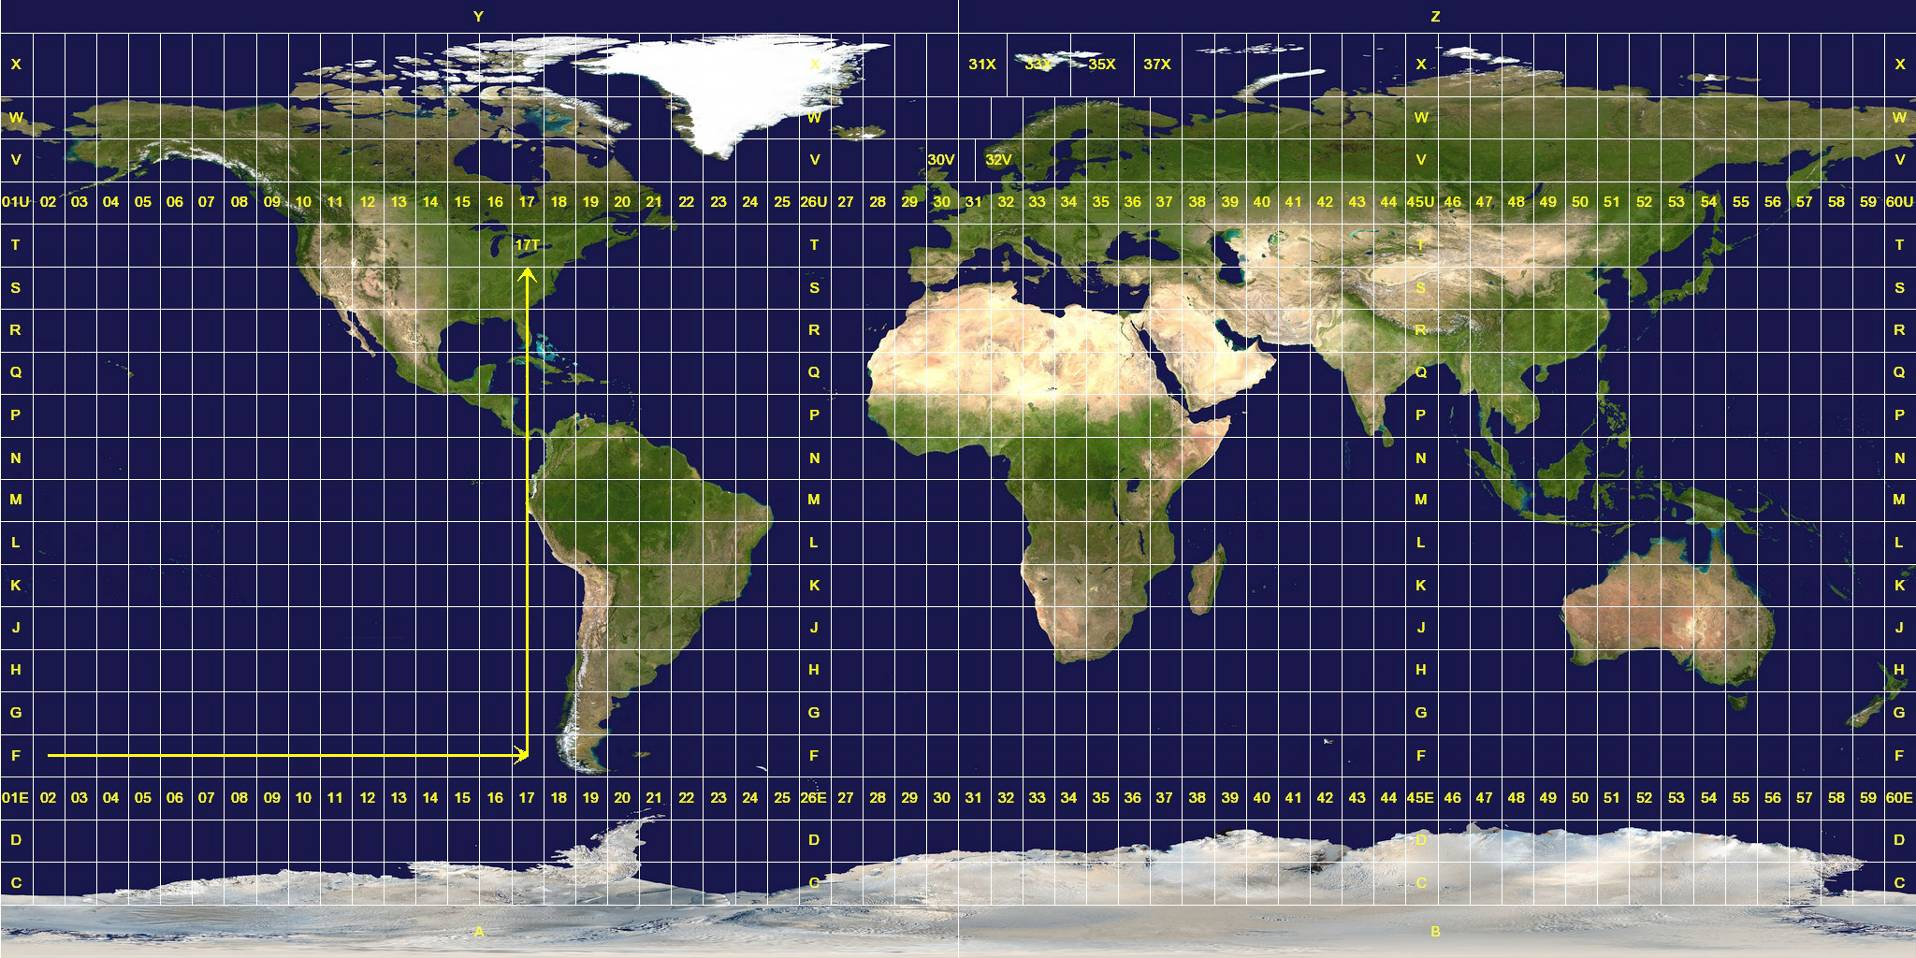 Y Z
X X 31X 33X 35X 37X X X
W W W W
V V 30V 32V V V
01U 02 03 04 05 06 07 08 09 10 11 12 13 14 15 16 17 18 19 20 21 22 23 24 25 26U 27 28 29 30 31 32 33 34 35 36 37 38 39 40 41 42 43 44 45U 46 47 48 49 50 51 52 53 54 55 56 57 58 59 60U
T 17T T T T
S S S S
R R R R
Q Q Q Q
P P P P
N N N N
M M M M
L L L L
K K K K
J J J J
H H H H
G G G G
F F F F
01E 02 03 04 05 06 07 08 09 10 11 12 13 14 15 16 17 18 19 20 21 22 23 24 25 26E 27 28 29 30 31 32 33 34 35 36 37 38 39 40 41 42 43 44 45E 46 47 48 49 50 51 52 53 54 55 56 57 58 59 60E
D D D D
C C C C
A B